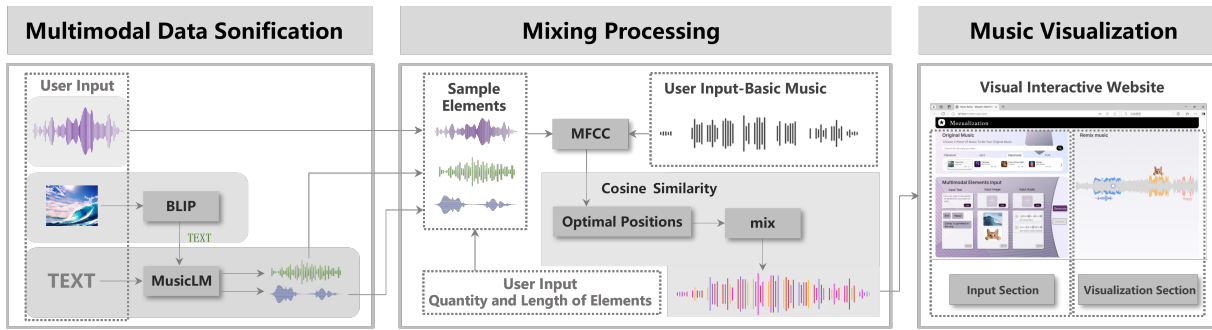 Multimodal Data Sonification
Mixing Processing
Music Visualization
User Input
BLIP
TEXT
TEXT
MusicLM
Sample
Elements
MFCC
User Input-Basic Music
Cosine Similarity
Optimal Positions
mix
User Input
Quantity and Length of Elements
Visual Interactive Website
Mozualization
Original Music
Remix music
Multimodal Elements Input
Input Section
Visualization Section